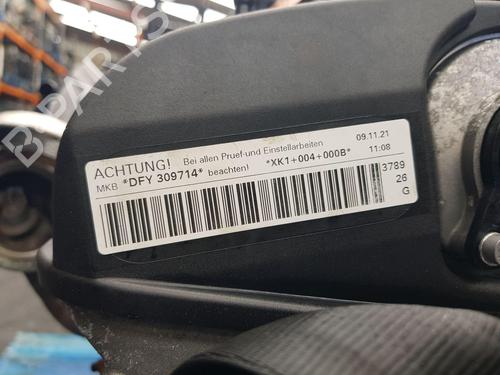 ACHTUNG! Bei allen Pruef-und Einstellarbeiten 09.11.21
MKB *DFY 309714* beachten! *XK1+004+000B* 11:08
3789
26
G
B-PARTS